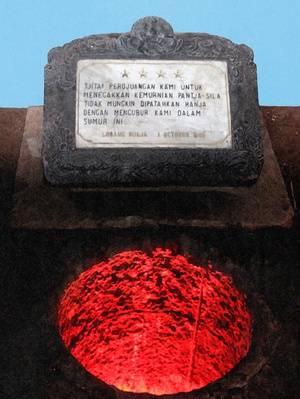 TJITA2 PERDJUANGAN KAMI UNTUK
MENEGAKKAN KEMURNIAN PANTJA-SILA
TIDAK MUNGKIN DIPATAHKAN HANJA
DENGAN MENGUBUR KAMI DALAM
SUMUR INI
LOBANG BUAJA 1 OCTOBER 1965